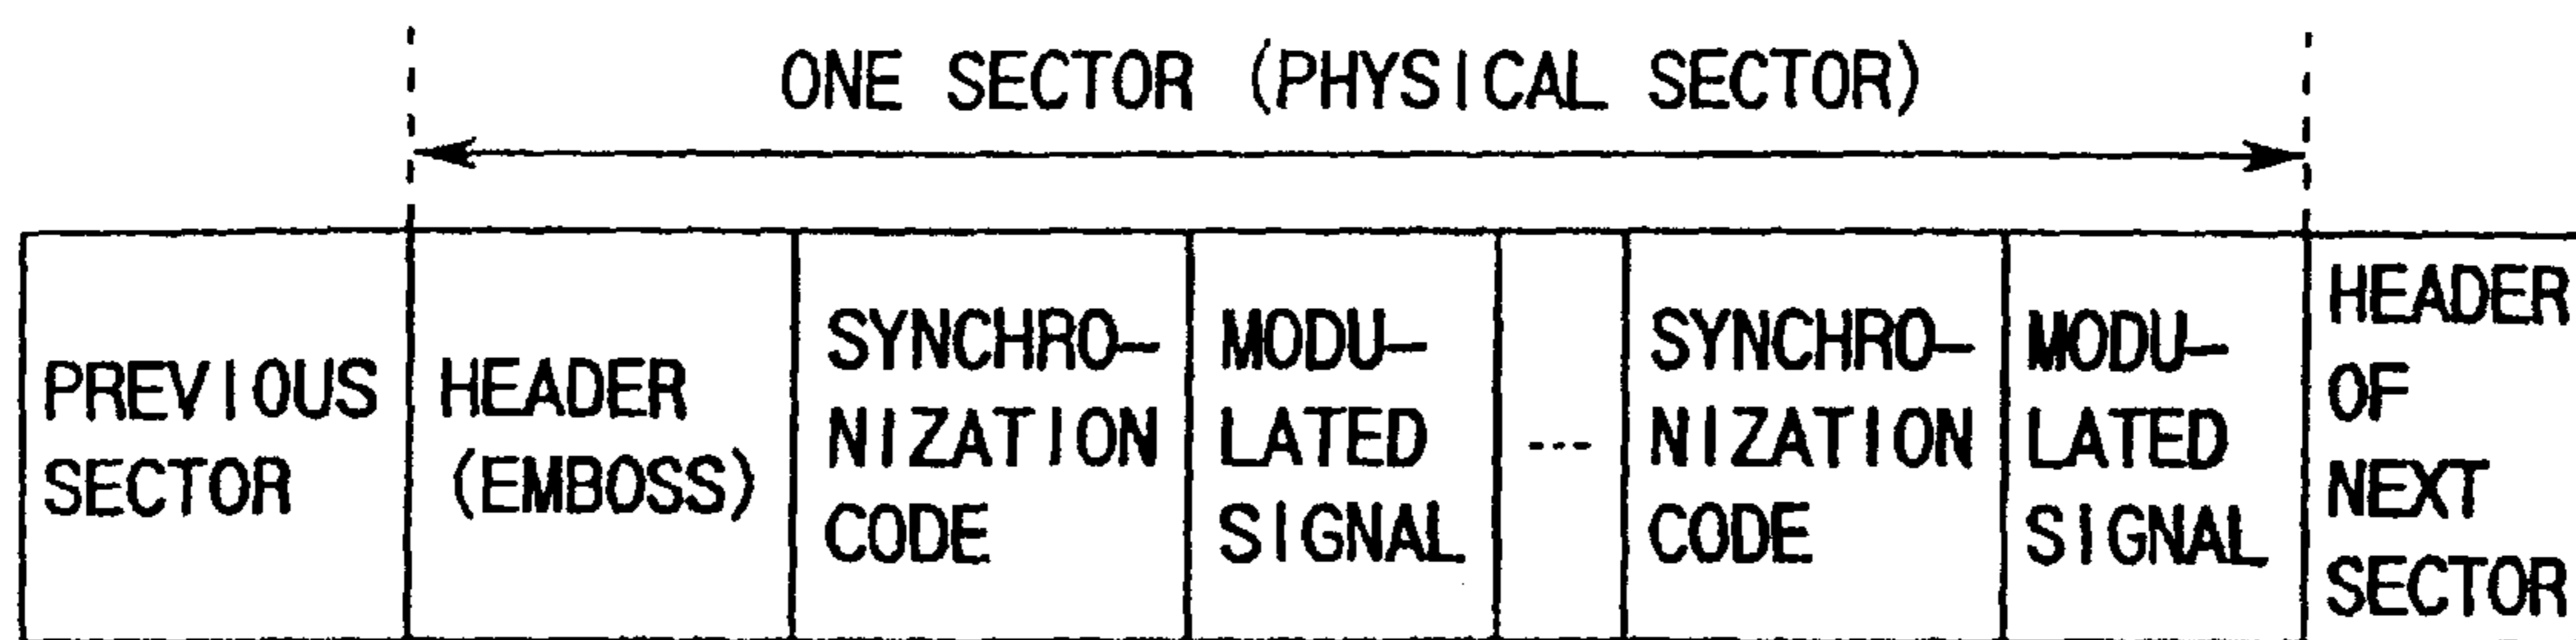 ONE SECTOR (PHYSICAL SECTOR)
PREVIOUS
SECTOR
HEADER
(EMBOSS)
SYNCHRO-
NIZATION
CODE
MODU-
LATED
SIGNAL
---
SYNCHRO-
NIZATION
CODE
MODU-
LATED
SIGNAL
HEADER
OF
NEXT
SECTOR